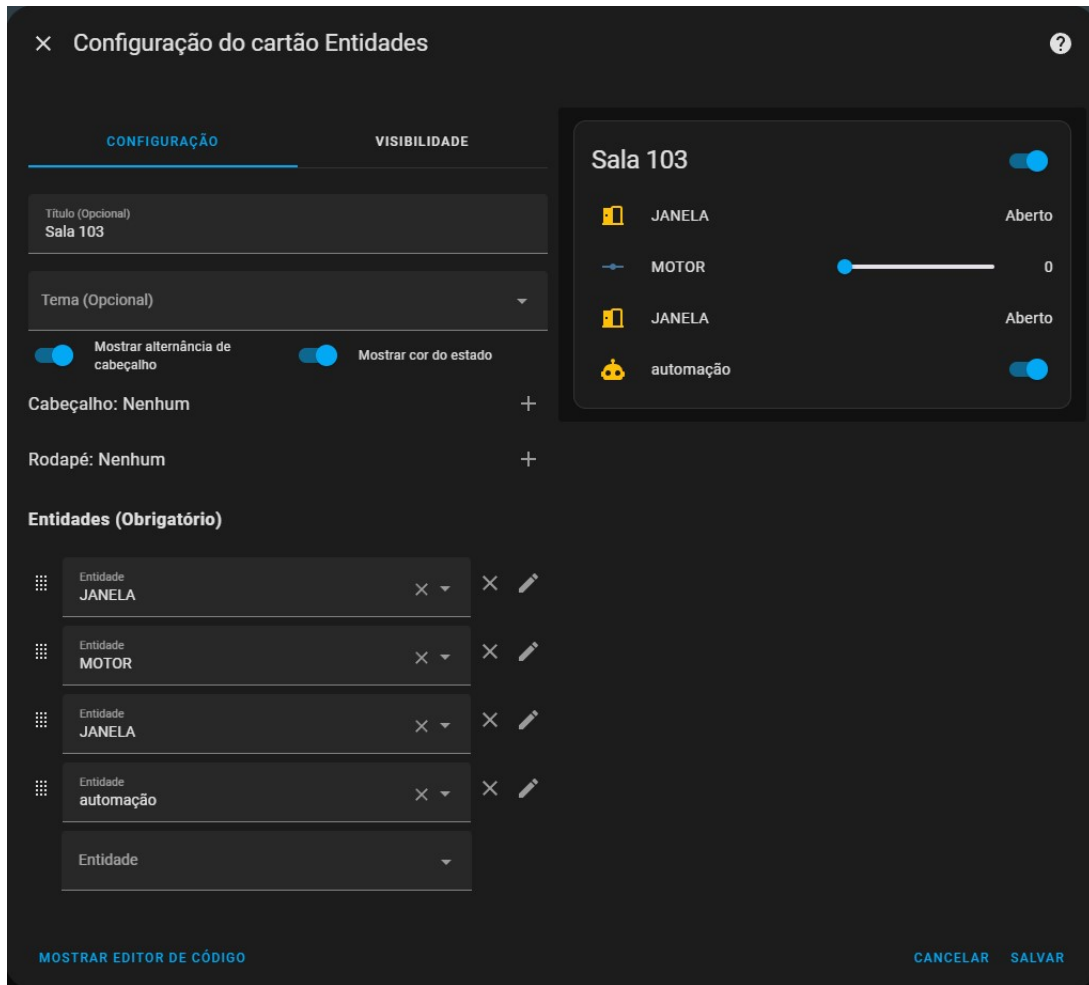 Configuração do cartão Entidades
CONFIGURAÇÃO
VISIBILIDADE
Título (Opcional)
Sala 103
Tema (Opcional)
Mostrar alternância de
cabeçalho
Mostrar cor do estado
Cabeçalho: Nenhum
Rodapé: Nenhum
Entidades (Obrigatório)
Entidade
JANELA
Entidade
MOTOR
Entidade
JANELA
Entidade
automação
Entidade
Sala 103
JANELA Aberto
MOTOR 0
JANELA Aberto
automação
MOSTRAR EDITOR DE CÓDIGO
CANCELAR SALVAR